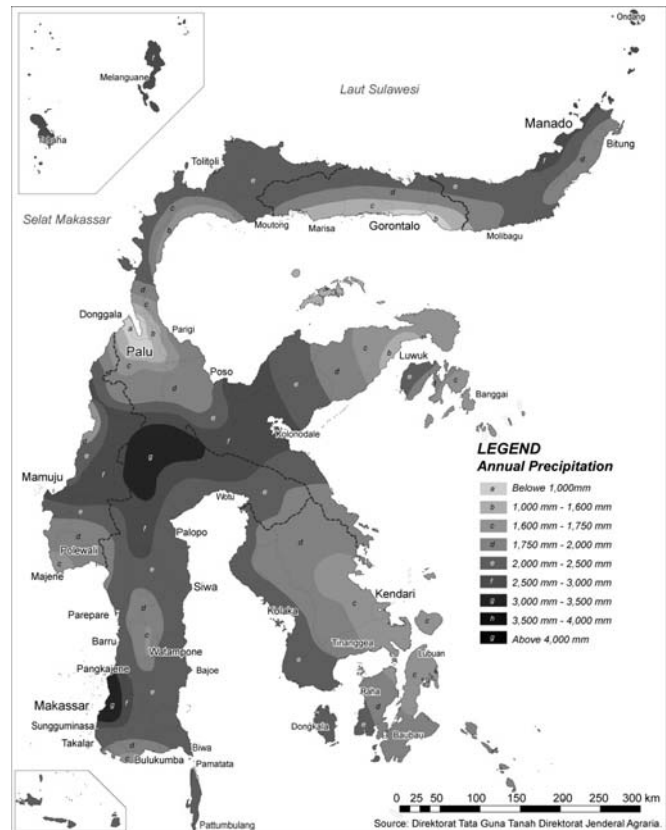 Ondang
Melanguane
Laut Sulawesi
Manado
Bitung
Tolitoli
Selat Makassar
Moutong
Marisa
Gorontalo
Molibagu
Donggala
Parigi
Palu
Poso
Luwuk
Banggai
Kolonodale
Mamuju
Wotu
Palopo
Polewali
Majene
Siwa
Kendari
Kolaka
Parepare
Barru
Watampone
Tinanggea
Lubuan
Pangkajene
Bajoe
Raha
Makassar
Sungguminasa
Dongkala
Baubau
Takalar
Biwa
Bulukumba
Pamatata
Pattumbulang
LEGEND
Annual Precipitation
a Belowe 1,000mm
b 1,000 mm - 1,600 mm
c 1,600 mm - 1,750 mm
d 1,750 mm - 2,000 mm
e 2,000 mm - 2,500 mm
f 2,500 mm - 3,000 mm
g 3,000 mm - 3,500 mm
h 3,500 mm - 4,000 mm
g Above 4,000 mm
0 25 50 100 150 200 250 300 km
Source: Direktorat Tata Guna Tanah Direktorat Jenderal Agraria.